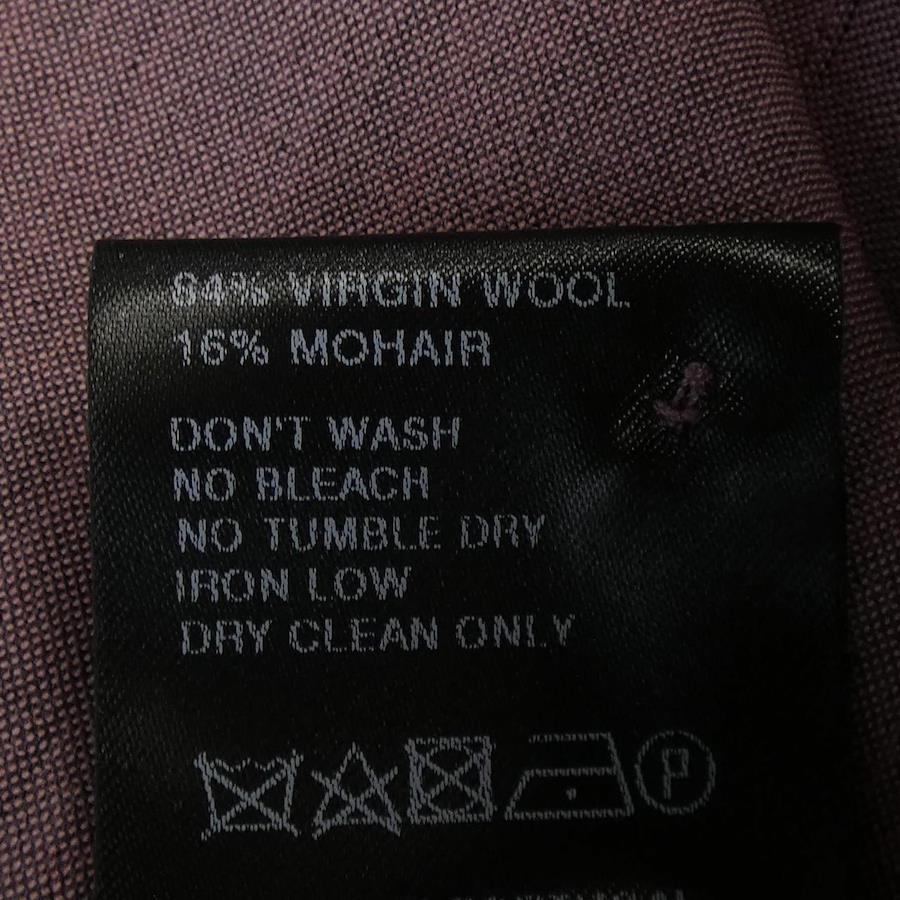 84% VIRGIN WOOL
16% MOHAIR
DON'T WASH
NO BLEACH
NO TUMBLE DRY
IRON LOW
DRY CLEAN ONLY
P